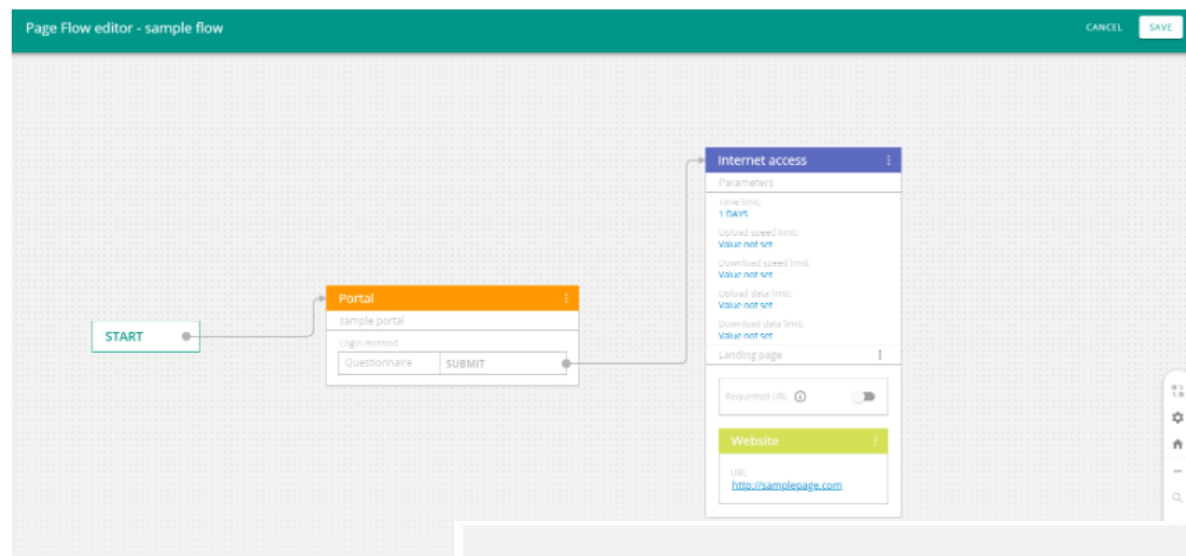 Page Flow editor - sample flow
CANCEL
SAVE
START
Portal
sample portal
Login method
Questionnaire
SUBMIT
Internet access
Parameters
Time limit:
1 DAYS
Upload speed limit:
Value not set
Download speed limit:
Value not set
Upload data limit:
Value not set
Download data limit:
Value not set
Landing page
Requested URL
Website
URL
http://samplepage.com